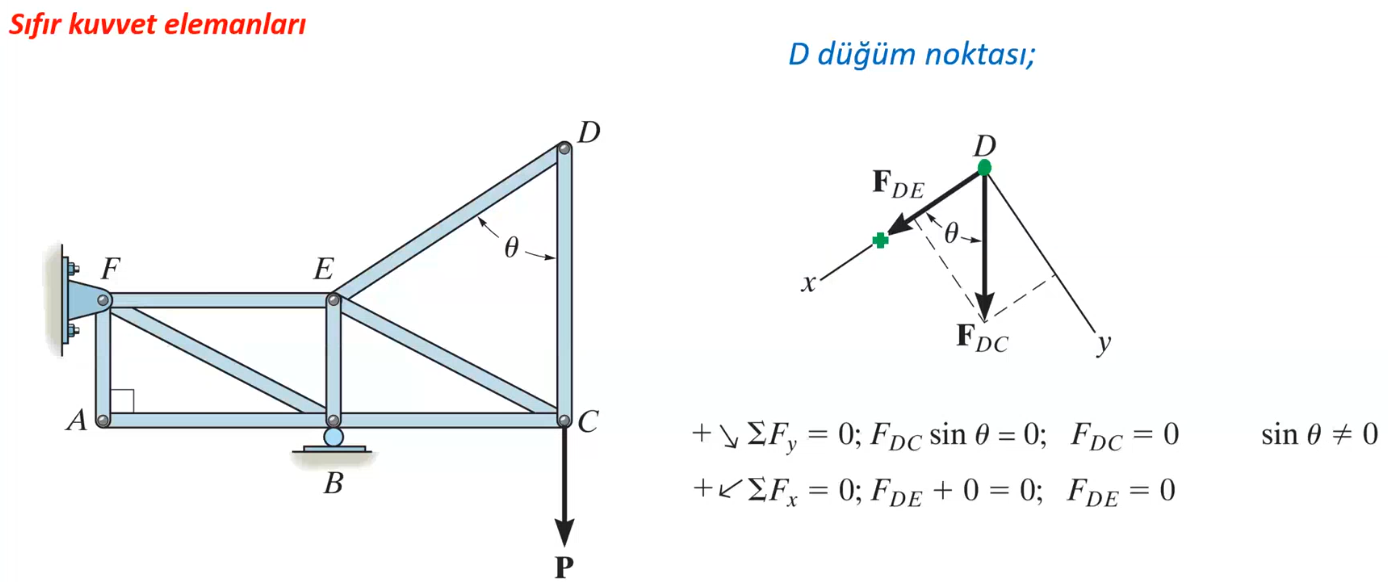 Sıfır kuvvet elemanları
D düğüm noktası;
D
θ
F
E
A
C
B
P
D
F_DE
θ
x
F_DC
y
+↘ ΣF_y = 0; F_DC sin θ = 0; F_DC = 0 sin θ ≠ 0
+↙ ΣF_x = 0; F_DE + 0 = 0; F_DE = 0